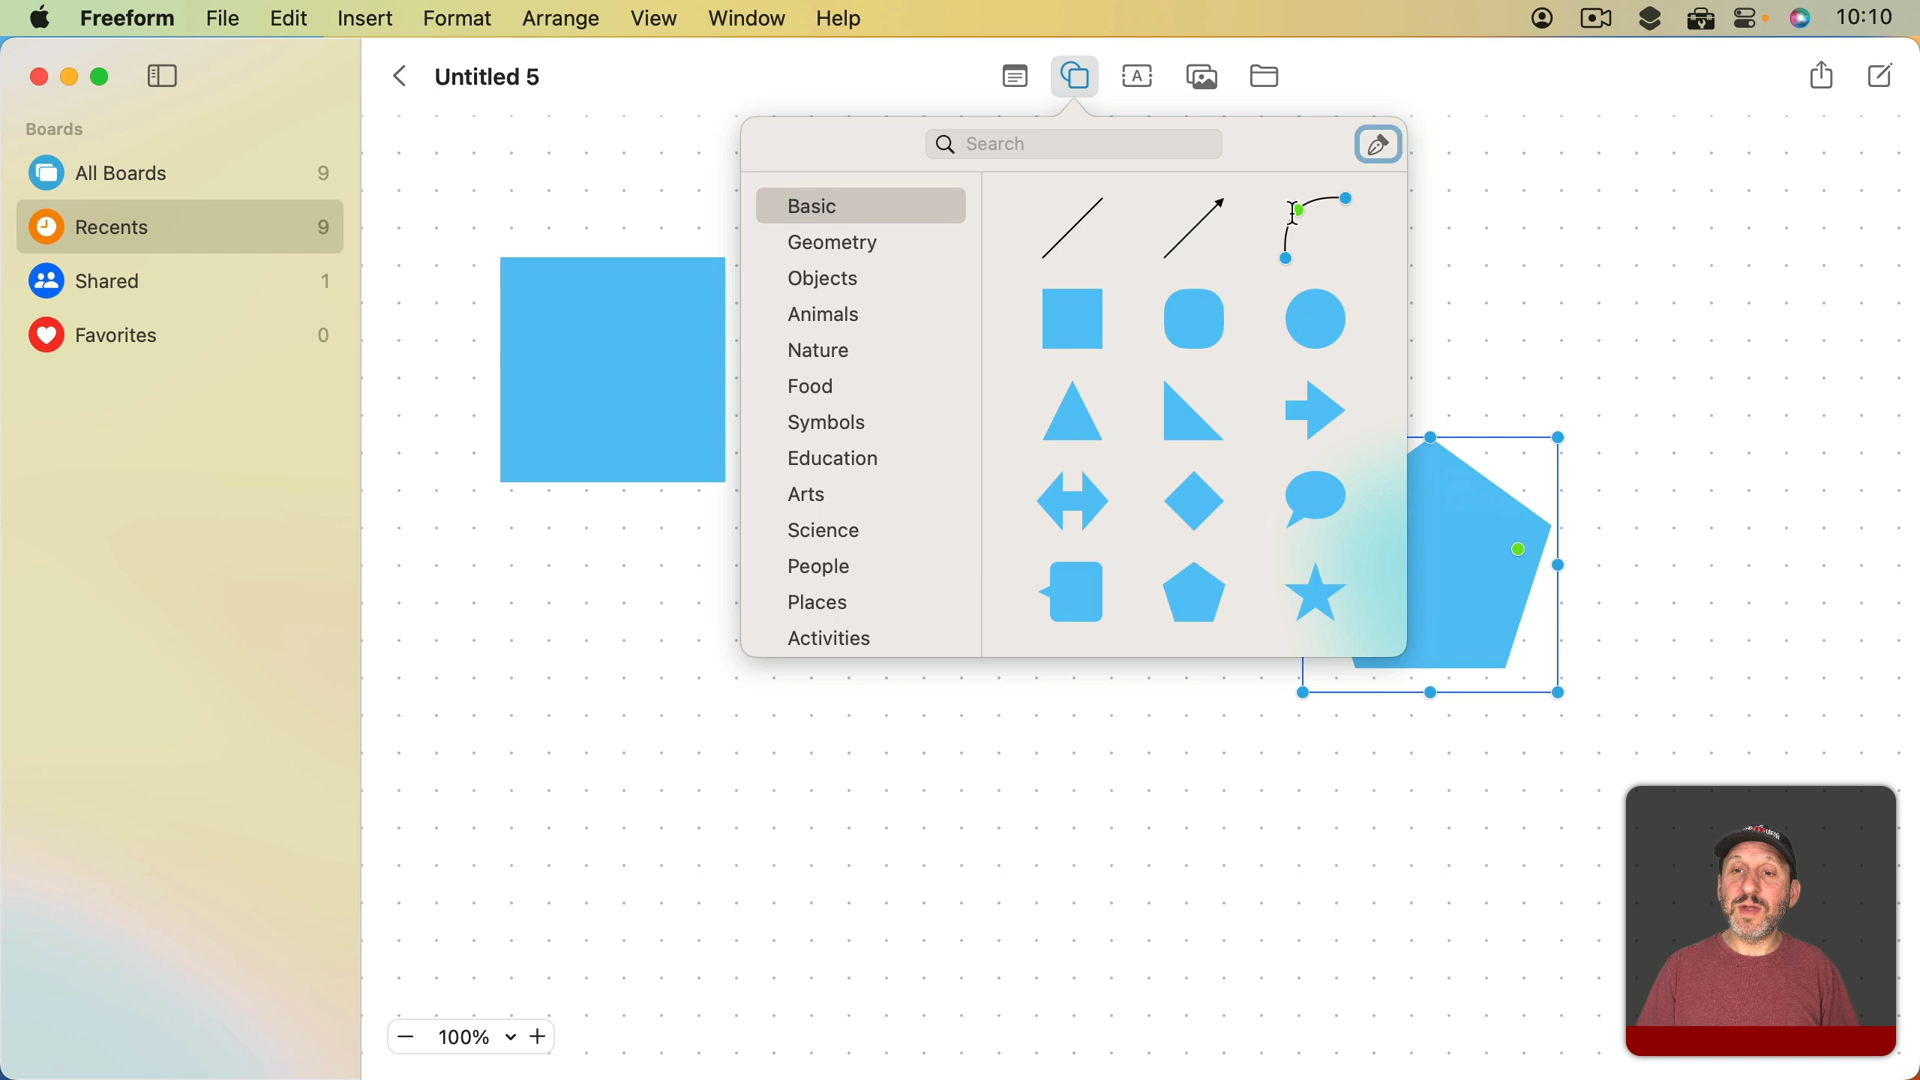 Freeform File Edit Insert Format Arrange View Window Help 10:10
Untitled 5
A
Boards
All Boards 9
Recents 9
Shared 1
Favorites 0
Search
Basic
Geometry
Objects
Animals
Nature
Food
Symbols
Education
Arts
Science
People
Places
Activities
100%